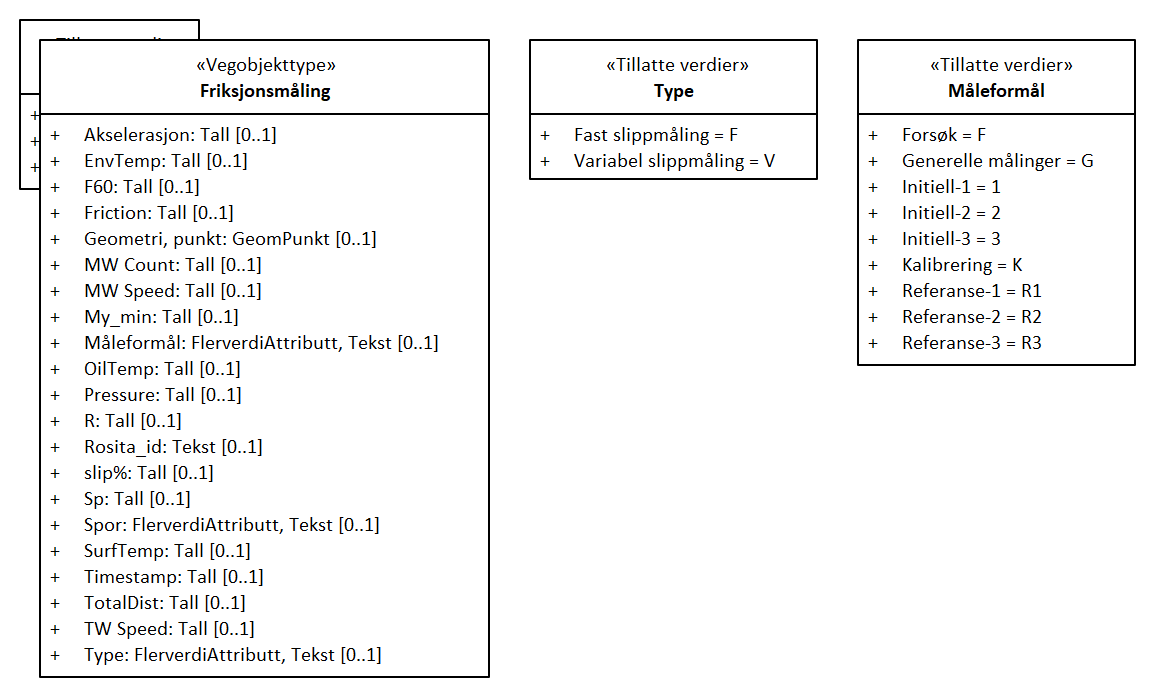 «Vegobjekttype»
Friksjonsmåling
+ Akselerasjon: Tall [0..1]
+ EnvTemp: Tall [0..1]
+ F60: Tall [0..1]
+ Friction: Tall [0..1]
+ Geometri, punkt: GeomPunkt [0..1]
+ MW Count: Tall [0..1]
+ MW Speed: Tall [0..1]
+ My_min: Tall [0..1]
+ Måleformål: FlerverdiAttributt, Tekst [0..1]
+ OilTemp: Tall [0..1]
+ Pressure: Tall [0..1]
+ R: Tall [0..1]
+ Rosita_id: Tekst [0..1]
+ slip%: Tall [0..1]
+ Sp: Tall [0..1]
+ Spor: FlerverdiAttributt, Tekst [0..1]
+ SurfTemp: Tall [0..1]
+ Timestamp: Tall [0..1]
+ TotalDist: Tall [0..1]
+ TW Speed: Tall [0..1]
+ Type: FlerverdiAttributt, Tekst [0..1]
«Tillatte verdier»
Type
+ Fast slippmåling = F
+ Variabel slippmåling = V
«Tillatte verdier»
Måleformål
+ Forsøk = F
+ Generelle målinger = G
+ Initiell-1 = 1
+ Initiell-2 = 2
+ Initiell-3 = 3
+ Kalibrering = K
+ Referanse-1 = R1
+ Referanse-2 = R2
+ Referanse-3 = R3